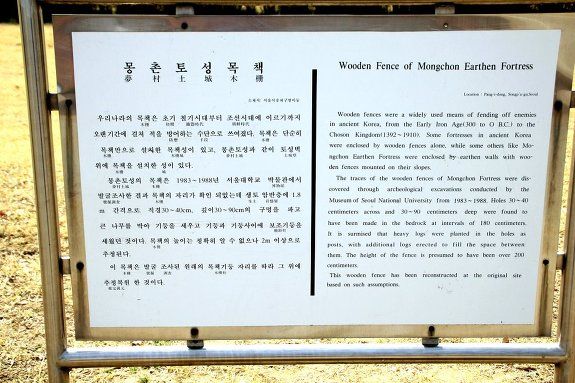 몽촌토성목책
夢村土城木柵
소재지: 서울시송파구방이동
우리나라의 목책은 초기 철기시대부터 조선시대에 이르기까지
오랜기간에 걸쳐 적을 방어하는 수단으로 쓰여졌다. 목책은 단순히
목책만으로 설치한 목책성이 있고, 몽촌토성과 같이 토성벽
위에 목책을 설치한 성이 있다.
몽촌토성의 목책은 1983~1988년 서울대학교 박물관에서
발굴조사한 결과 목책의 자리가 확인 되었는데 생토 암반층에 1.8
m 간격으로 직경30~40cm, 깊이30~90cm의 구멍을 파고
큰 나무를 박아 기둥을 세우고 기둥과 기둥사이에 보조기둥을
세웠던 것이다. 목책의 높이는 정확히 알 수 없으나 2m 이상으로
추정된다.
이 목책은 발굴 조사된 원래의 목책기둥 자리를 따라 그 위에
추정복원 한 것이다.
Wooden Fence of Mongchon Earthen Fortress
Location : Pang-i-dong, Songp'a-gu,Seoul
Wooden fences were a widely used means of fending off enemies
in ancient Korea, from the Early Iron Age(300 to O B.C.) to the
Choson Kingdom(1392~1910). Some fortresses in ancient Korea
were enclosed by wooden fences alone, while some others like Mo-
ngchon Earthen Fortress were enclosed by earthen walls with woo-
den fences mounted on their slopes.
The traces of the wooden fences of Mongchon Fortress were dis-
covered through archeological excavations conducted by the
Museum of Seoul National University from 1983~1988. Holes 30~40
centimeters across and 30~90 centimeters deep were found to
have been made in the bedrock at intervals of 180 centimeters.
It is surmised that heavy logs were planted in the holes as
posts, with additional logs erected to fill the space between
them. The height of the fence is presumed to have been over 200
centimeters.
This wooden fence has been reconstructed at the original site
based on such assumptions.